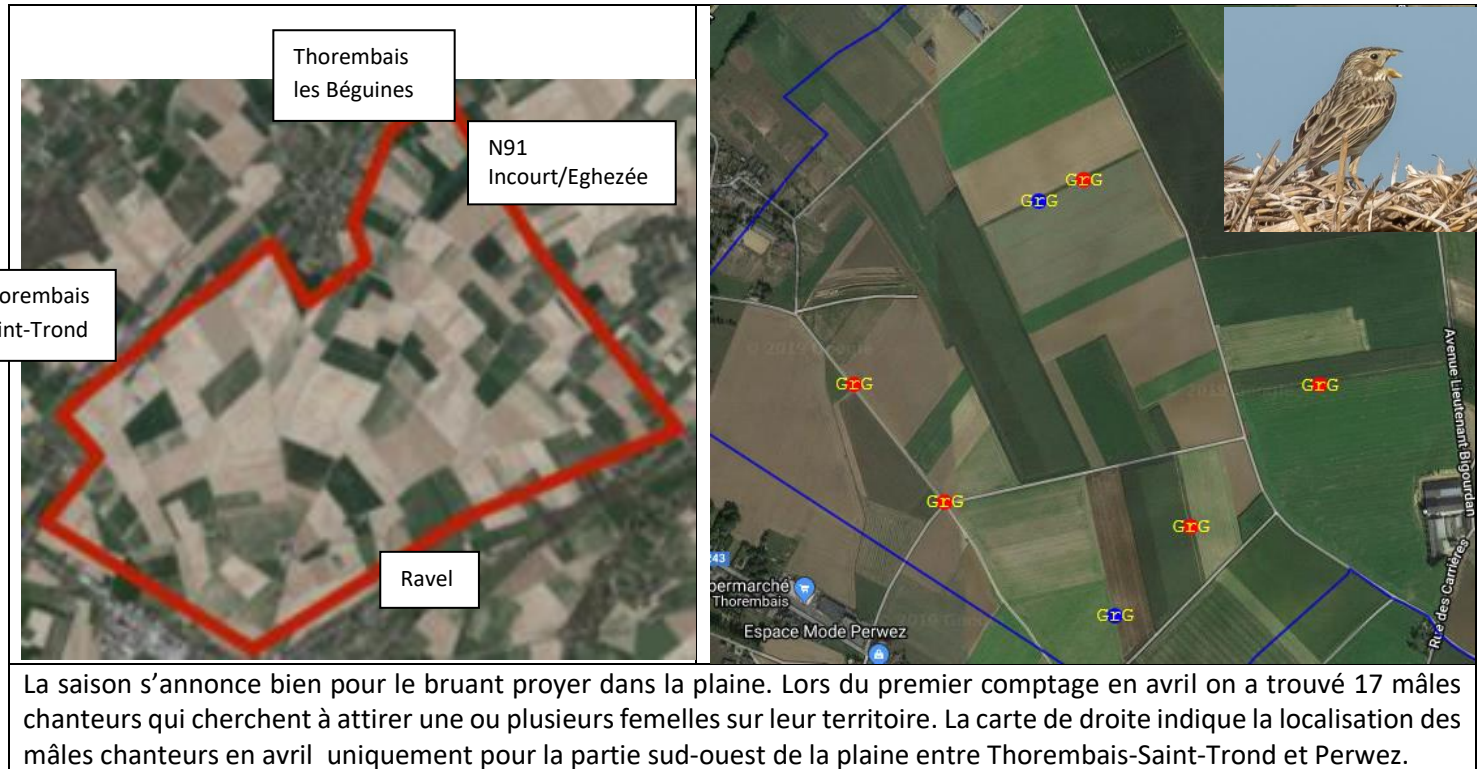 Thorembais
les Béguines
N91
Incourt/Eghezée
orembais
int-Trond
Ravel
GrG
GrG
GrG
GrG
GrG
GrG
GrG
Avenue Lieutenant Bigourdan
Rue des Carrières
43
permarché
Thorembais
Espace Mode Perwez
La saison s’annonce bien pour le bruant proyer dans la plaine. Lors du premier comptage en avril on a trouvé 17 mâles
chanteurs qui cherchent à attirer une ou plusieurs femelles sur leur territoire. La carte de droite indique la localisation des
mâles chanteurs en avril uniquement pour la partie sud-ouest de la plaine entre Thorembais-Saint-Trond et Perwez.